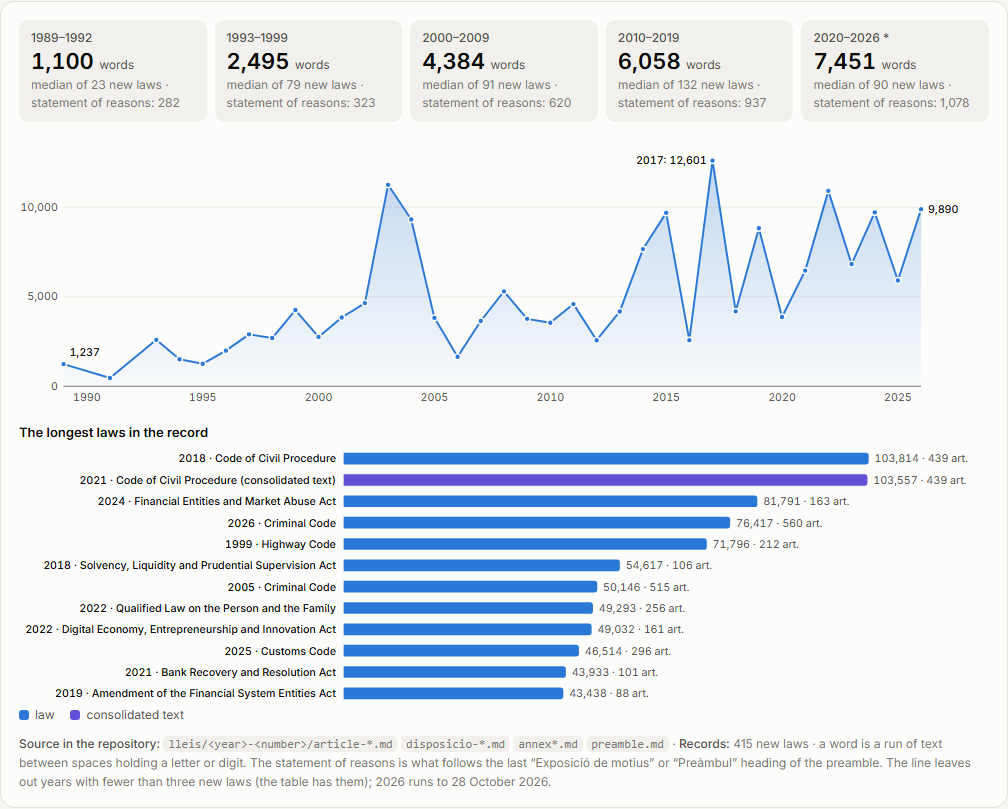 1989–1992
1,100 words
median of 23 new laws ·
statement of reasons: 282
1993–1999
2,495 words
median of 79 new laws ·
statement of reasons: 323
2000–2009
4,384 words
median of 91 new laws ·
statement of reasons: 620
2010–2019
6,058 words
median of 132 new laws ·
statement of reasons: 937
2020–2026 *
7,451 words
median of 90 new laws ·
statement of reasons: 1,078
2017: 12,601
10,000
9,890
5,000
1,237
0
1990 1995 2000 2005 2010 2015 2020 2025
The longest laws in the record
2018 · Code of Civil Procedure 103,814 · 439 art.
2021 · Code of Civil Procedure (consolidated text) 103,557 · 439 art.
2024 · Financial Entities and Market Abuse Act 81,791 · 163 art.
2026 · Criminal Code 76,417 · 560 art.
1999 · Highway Code 71,796 · 212 art.
2018 · Solvency, Liquidity and Prudential Supervision Act 54,617 · 106 art.
2005 · Criminal Code 50,146 · 515 art.
2022 · Qualified Law on the Person and the Family 49,293 · 256 art.
2022 · Digital Economy, Entrepreneurship and Innovation Act 49,032 · 161 art.
2025 · Customs Code 46,514 · 296 art.
2021 · Bank Recovery and Resolution Act 43,933 · 101 art.
2019 · Amendment of the Financial System Entities Act 43,438 · 88 art.
law consolidated text
Source in the repository: lleis/<year>-<number>/article-*.md disposicio-*.md annex*.md preamble.md · Records: 415 new laws · a word is a run of text
between spaces holding a letter or digit. The statement of reasons is what follows the last “Exposició de motius” or “Preàmbul” heading of the preamble. The line leaves
out years with fewer than three new laws (the table has them); 2026 runs to 28 October 2026.